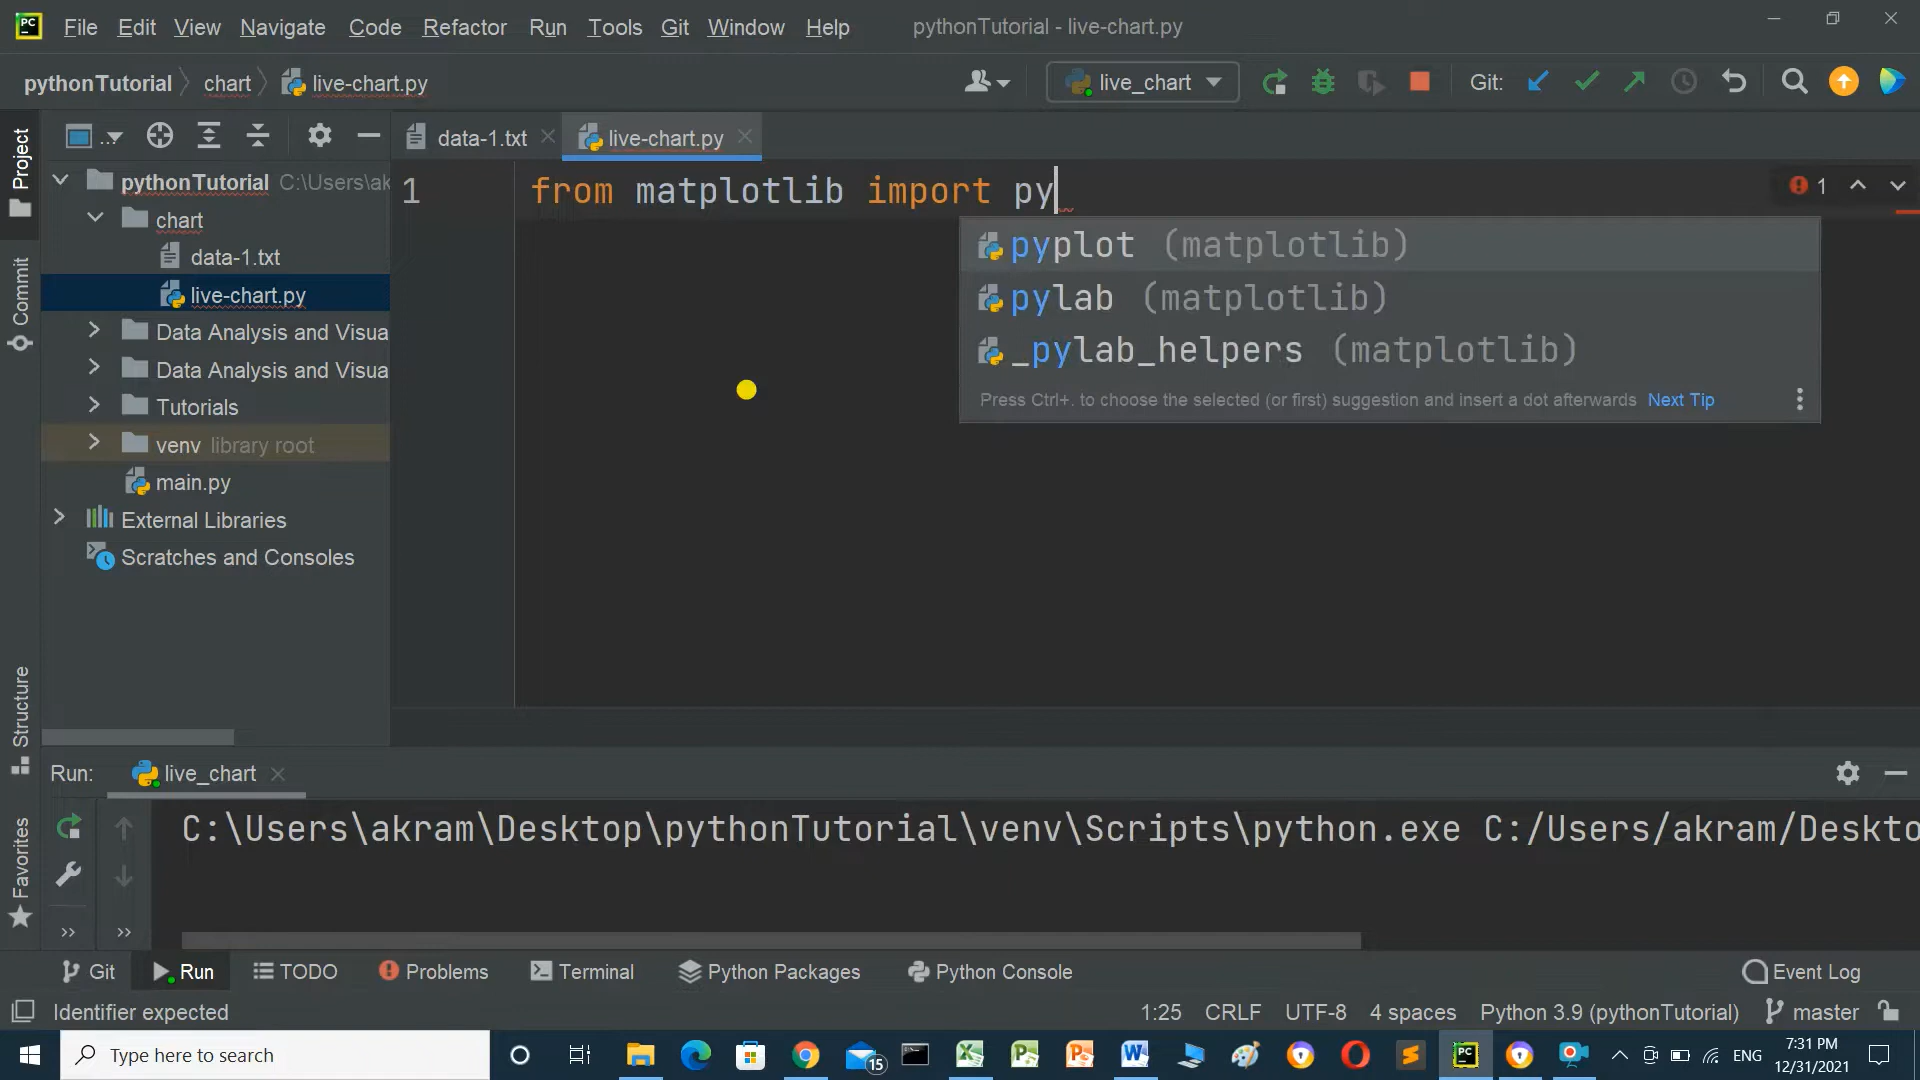 PC File Edit View Navigate Code Refactor Run Tools Git Window Help pythonTutorial - live-chart.py
pythonTutorial chart live-chart.py live_chart Git:
Project
... data-1.txt live-chart.py
pythonTutorial C:\Users\ak
1 from matplotlib import py 1
chart
data-1.txt
live-chart.py
Data Analysis and Visua
Data Analysis and Visua
Tutorials
venv library root
main.py
External Libraries
Scratches and Consoles
pyplot (matplotlib)
pylab (matplotlib)
_pylab_helpers (matplotlib)
Press Ctrl+. to choose the selected (or first) suggestion and insert a dot afterwards Next Tip
Commit
Structure
Favorites
Run: live_chart
C:\Users\akram\Desktop\pythonTutorial\venv\Scripts\python.exe C:/Users/akram/Deskto
Git Run TODO Problems Terminal Python Packages Python Console Event Log
Identifier expected 1:25 CRLF UTF-8 4 spaces Python 3.9 (pythonTutorial) master
Type here to search 15 PC ENG 7:31 PM
12/31/2021